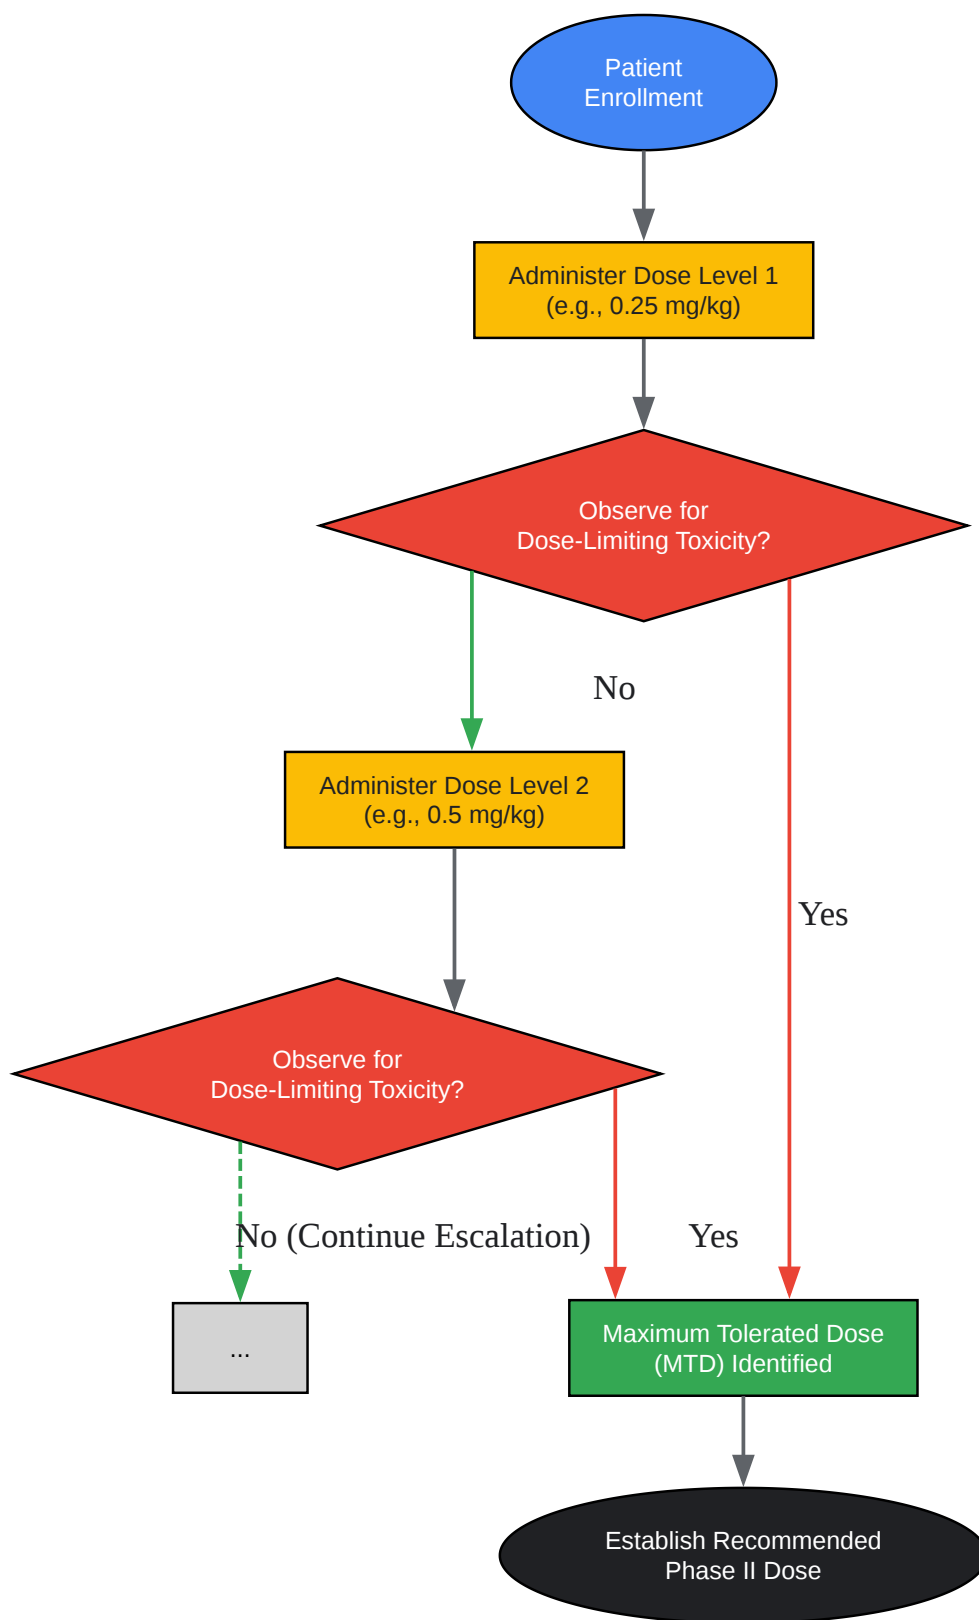 Patient
Enrollment
Administer Dose Level 1
(e.g., 0.25 mg/kg)
Observe for
Dose-Limiting Toxicity?
No
Administer Dose Level 2
(e.g., 0.5 mg/kg)
Yes
Observe for
Dose-Limiting Toxicity?
No (Continue Escalation)
Yes
...
Maximum Tolerated Dose
(MTD) Identified
Establish Recommended
Phase II Dose